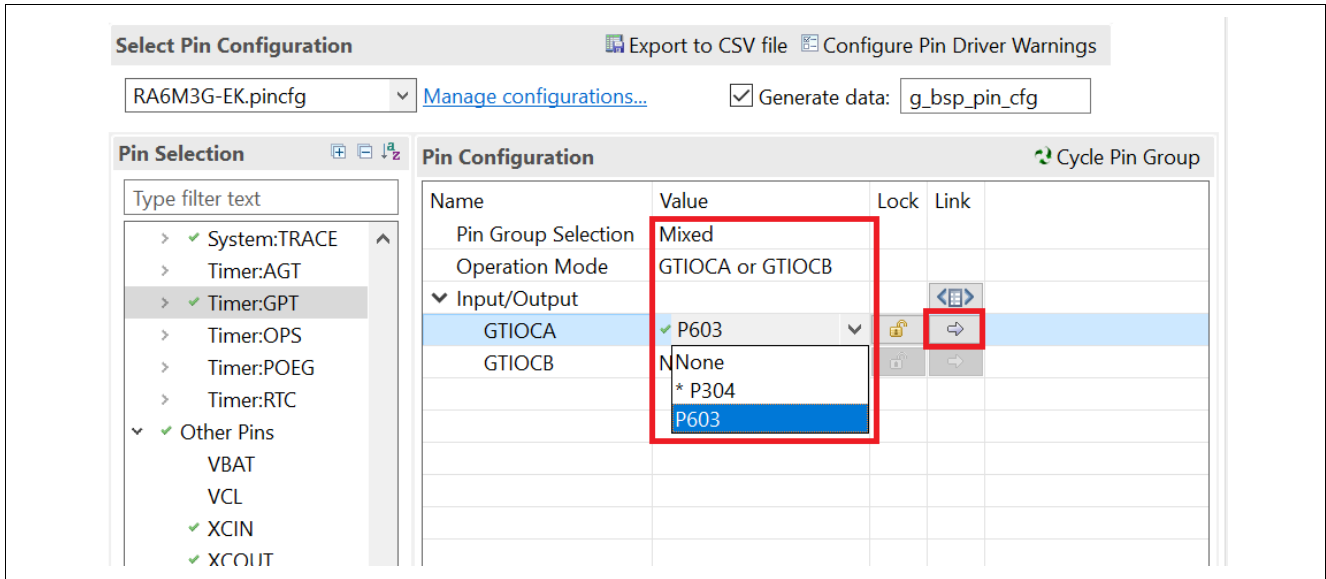 Select Pin Configuration
Export to CSV file Configure Pin Driver Warnings
RA6M3G-EK.pincfg
Manage configurations...
Generate data: g_bsp_pin_cfg
Pin Selection
Type filter text
System:TRACE
Timer:AGT
Timer:GPT
Timer:OPS
Timer:POEG
Timer:RTC
Other Pins
VBAT
VCL
XCIN
XCOUT
Pin Configuration
Cycle Pin Group
Name Value Lock Link
Pin Group Selection Mixed
Operation Mode GTIOCA or GTIOCB
Input/Output
GTIOCA P603
GTIOCB N
None
* P304
P603